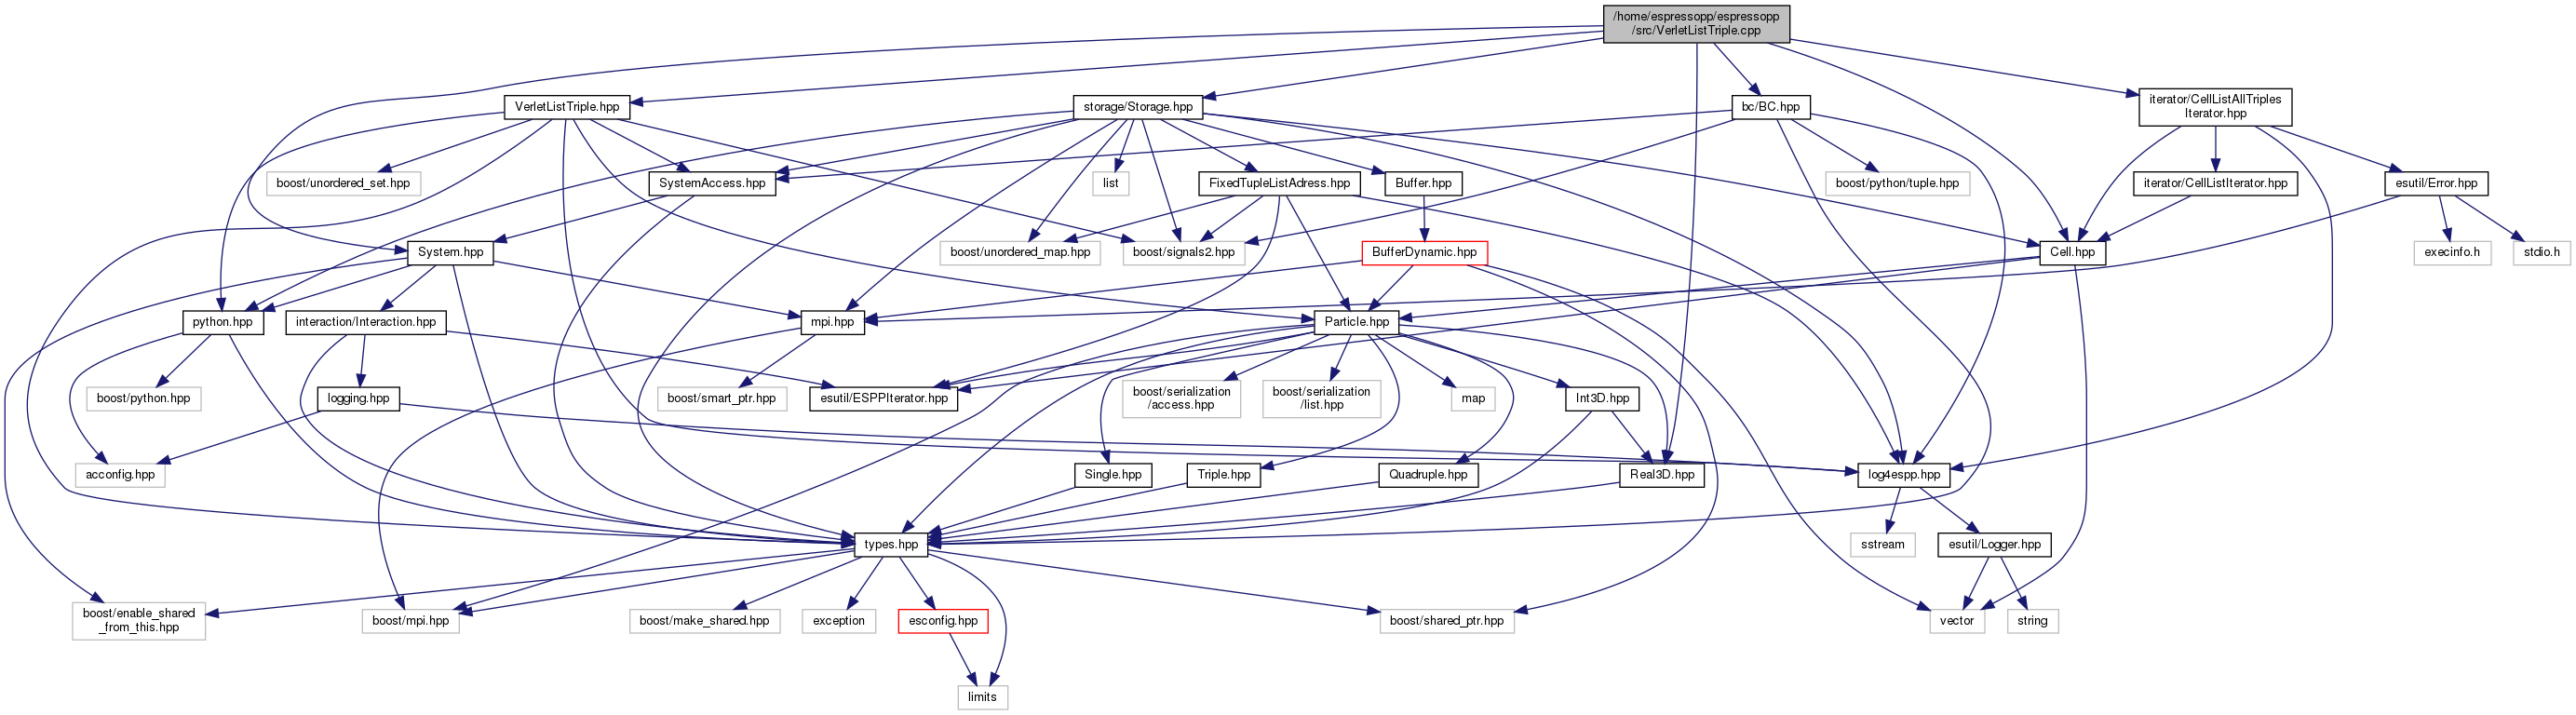 /home/espressopp/espressopp
/src/VerletListTriple.cpp
VerletListTriple.hpp
storage/Storage.hpp
bc/BC.hpp
iterator/CellListAllTriples
Iterator.hpp
boost/unordered_set.hpp
SystemAccess.hpp
list
FixedTupleListAdress.hpp
Buffer.hpp
boost/python/tuple.hpp
iterator/CellListIterator.hpp
esutil/Error.hpp
System.hpp
boost/unordered_map.hpp
boost/signals2.hpp
BufferDynamic.hpp
Cell.hpp
execinfo.h
stdio.h
python.hpp
interaction/Interaction.hpp
mpi.hpp
Particle.hpp
boost/python.hpp
logging.hpp
boost/smart_ptr.hpp
esutil/ESPPIterator.hpp
boost/serialization
/access.hpp
boost/serialization
/list.hpp
map
Int3D.hpp
acconfig.hpp
Single.hpp
Triple.hpp
Quadruple.hpp
Real3D.hpp
log4espp.hpp
types.hpp
sstream
esutil/Logger.hpp
boost/enable_shared
_from_this.hpp
boost/mpi.hpp
boost/make_shared.hpp
exception
esconfig.hpp
boost/shared_ptr.hpp
vector
string
limits